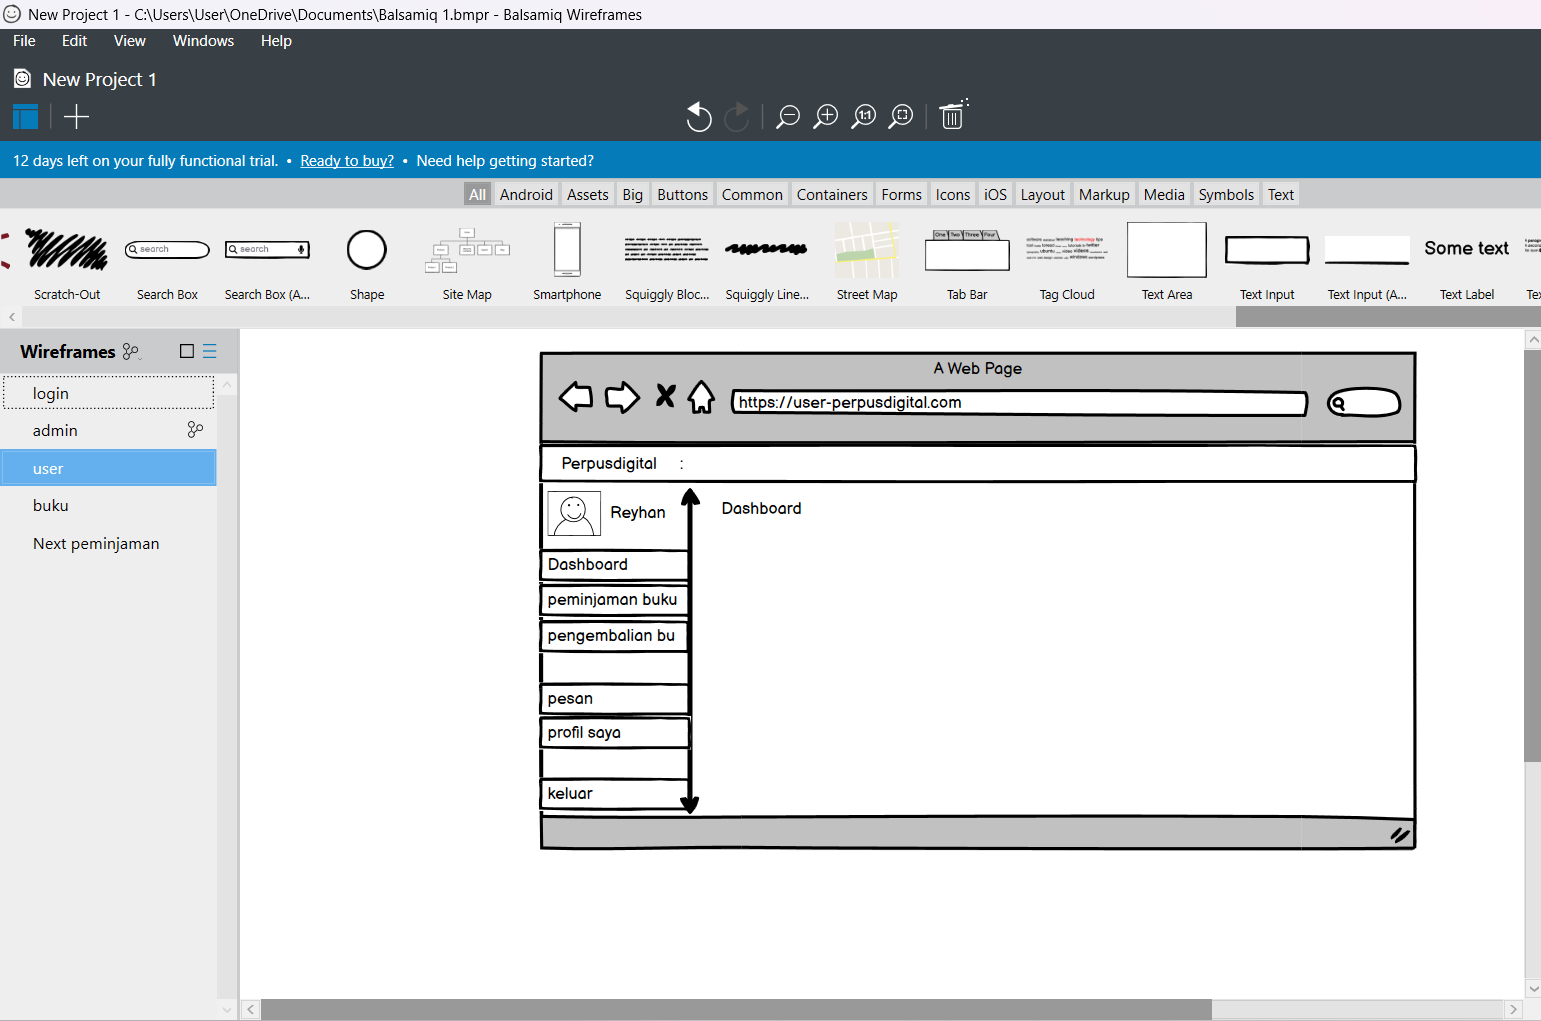 New Project 1 - C:\Users\User\OneDrive\Documents\Balsamiq 1.bmpr - Balsamiq Wireframes
File Edit View Windows Help
New Project 1
1:1
12 days left on your fully functional trial. • Ready to buy? • Need help getting started?
All Android Assets Big Buttons Common Containers Forms Icons iOS Layout Markup Media Symbols Text
search search One Two Three Four Some text
Scratch-Out Search Box Search Box (A... Shape Site Map Smartphone Squiggly Bloc... Squiggly Line... Street Map Tab Bar Tag Cloud Text Area Text Input Text Input (A... Text Label Te
Wireframes
login
admin
user
buku
Next peminjaman
A Web Page
https://user-perpusdigital.com
Perpusdigital :
Reyhan
Dashboard
Dashboard
peminjaman buku
pengembalian bu
pesan
profil saya
keluar